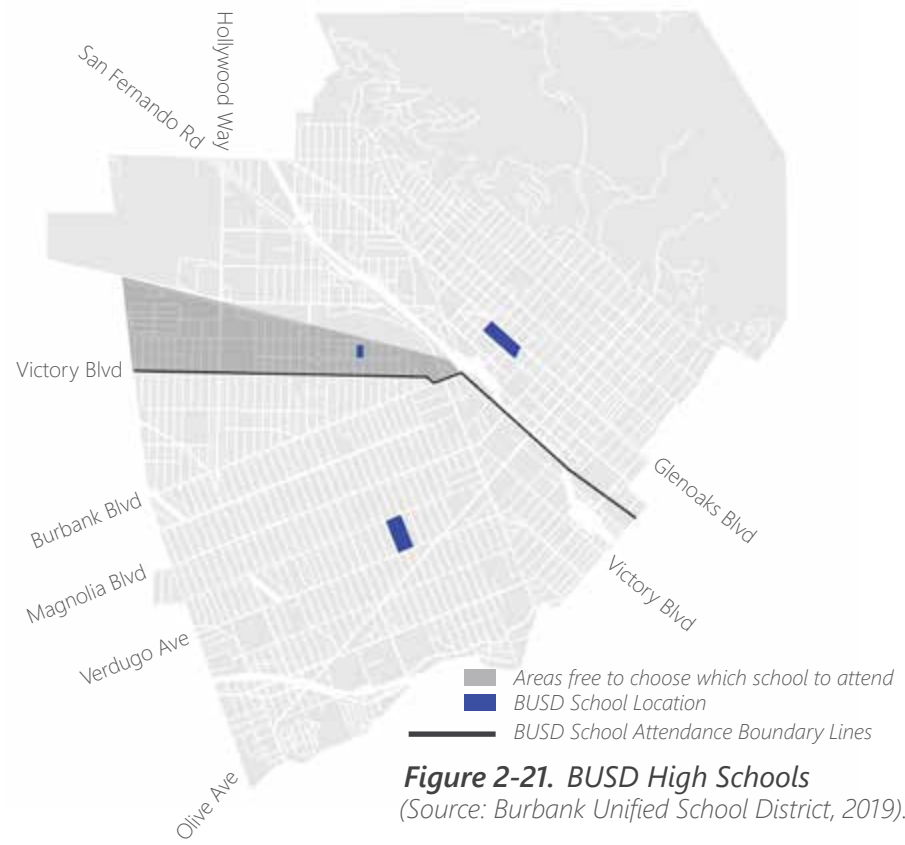 Hollywood Way
San Fernando Rd
Victory Blvd
Burbank Blvd
Magnolia Blvd
Verdugo Ave
Olive Ave
Glenoaks Blvd
Victory Blvd
Areas free to choose which school to attend
BUSD School Location
BUSD School Attendance Boundary Lines
Figure 2-21. BUSD High Schools
(Source: Burbank Unified School District, 2019).